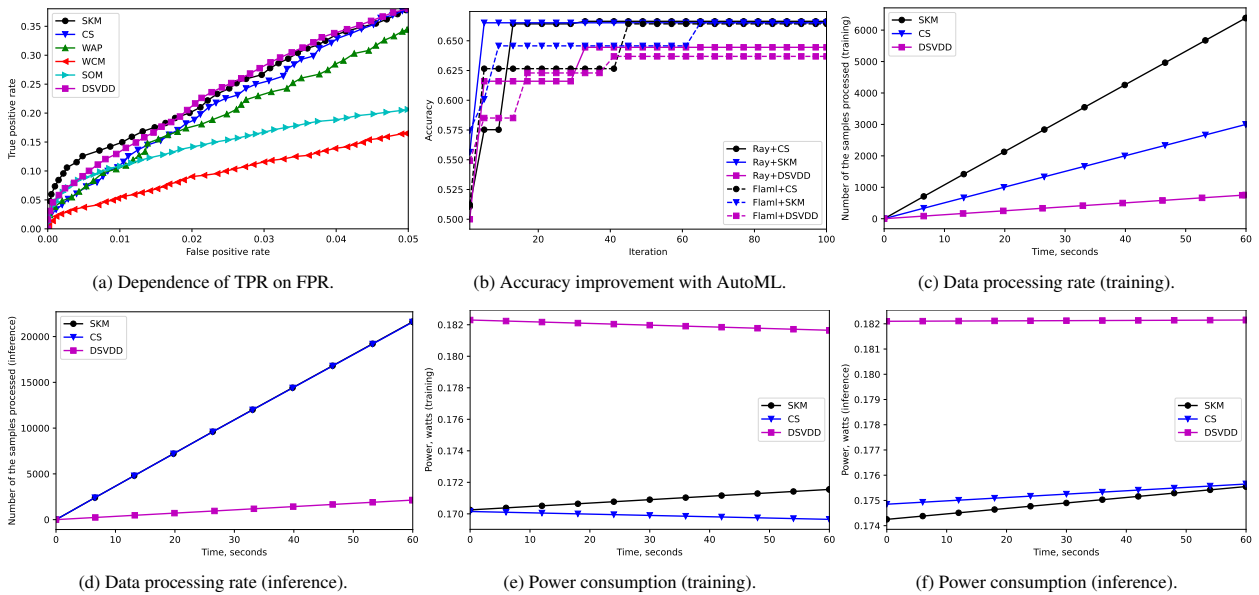 SKM
CS
WAP
WCM
SOM
DSVDD
True positive rate
0.35
0.30
0.25
0.20
0.15
0.10
0.05
0.00
0.00 0.01 0.02 0.03 0.04 0.05
False positive rate
(a) Dependence of TPR on FPR.
Accuracy
0.650
0.625
0.600
0.575
0.550
0.525
0.500
Ray+CS
Ray+SKM
Ray+DSVDD
Flaml+CS
Flaml+SKM
Flaml+DSVDD
20 40 60 80 100
Iteration
(b) Accuracy improvement with AutoML.
SKM
CS
DSVDD
Number of the samples processed (training)
6000
5000
4000
3000
2000
1000
0
0 10 20 30 40 50 60
Time, seconds
(c) Data processing rate (training).
SKM
CS
DSVDD
Number of the samples processed (inference)
20000
15000
10000
5000
0
0 10 20 30 40 50 60
Time, seconds
(d) Data processing rate (inference).
Power, watts (training)
0.182
0.180
0.178
0.176
0.174
0.172
0.170
SKM
CS
DSVDD
0 10 20 30 40 50 60
Time, seconds
(e) Power consumption (training).
Power, watts (inference)
0.182
0.181
0.180
0.179
0.178
0.177
0.176
0.175
0.174
SKM
CS
DSVDD
0 10 20 30 40 50 60
Time, seconds
(f) Power consumption (inference).